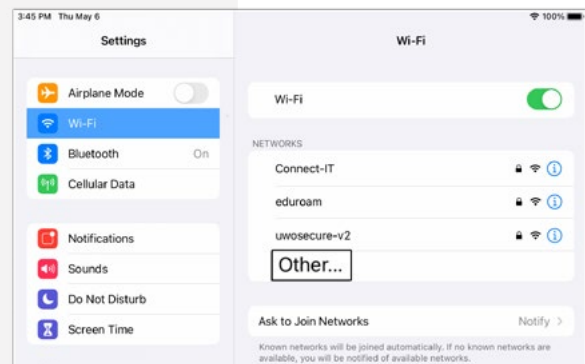 3:45 PM Thu May 6
100%
Settings
Airplane Mode
Wi-Fi
Bluetooth On
Cellular Data
Notifications
Sounds
Do Not Disturb
Screen Time
Wi-Fi
Wi-Fi
NETWORKS
Connect-IT
eduroam
uwosecure-v2
Other...
Ask to Join Networks Notify
Known networks will be joined automatically. If no known networks are
available, you will be notified of available networks.